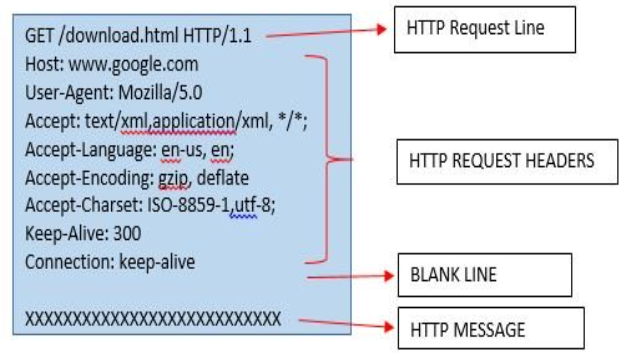 GET /download.html HTTP/1.1
HTTP Request Line
Host: www.google.com
User-Agent: Mozilla/5.0
Accept: text/xml,application/xml, */*;
Accept-Language: en-us, en;
Accept-Encoding: gzip, deflate
Accept-Charset: ISO-8859-1,utf-8;
Keep-Alive: 300
Connection: keep-alive
HTTP REQUEST HEADERS
BLANK LINE
XXXXXXXXXXXXXXXXXXXXXXXXXXX
HTTP MESSAGE